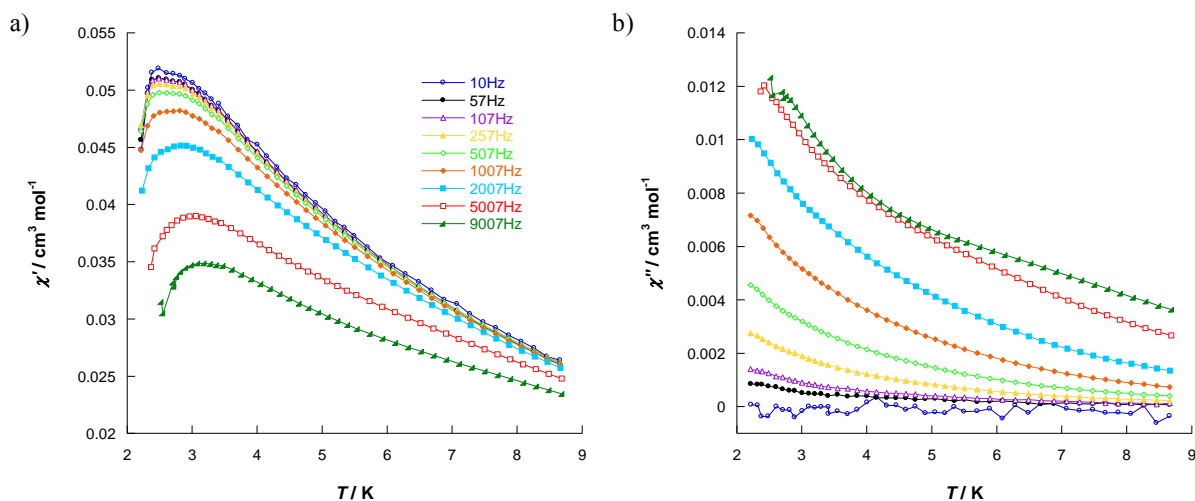 a)
0.055
0.05
0.045
0.04
0.035
0.03
0.025
0.02
χ′ / cm³ mol⁻¹
2 3 4 5 6 7 8 9
T / K
10Hz
57Hz
107Hz
257Hz
507Hz
1007Hz
2007Hz
5007Hz
9007Hz
b)
0.014
0.012
0.01
0.008
0.006
0.004
0.002
0
χ″ / cm³ mol⁻¹
2 3 4 5 6 7 8 9
T / K